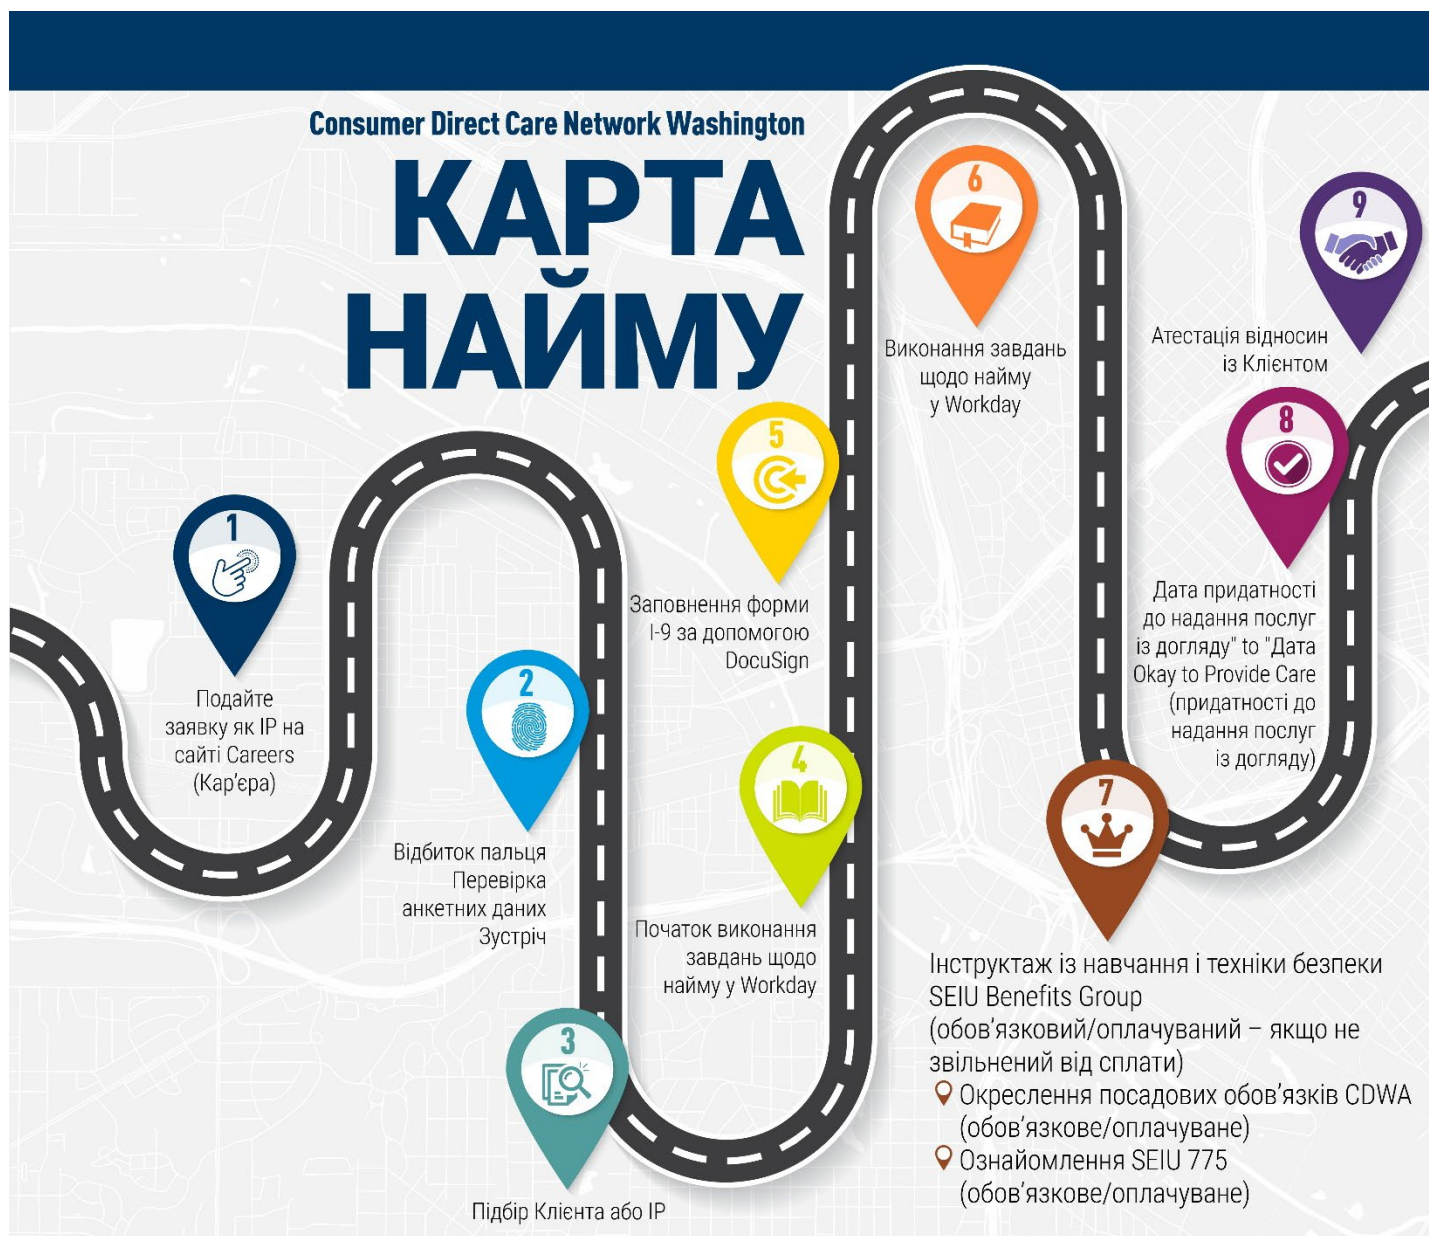 Consumer Direct Care Network Washington
КАРТА
НАЙМУ
1
Подайте
заявку як IP на
сайті Careers
(Кар’єра)
2
Відбиток пальця
Перевірка
анкетних даних
Зустріч
3
Підбір Клієнта або IP
4
Початок виконання
завдань щодо
найму у Workday
5
Заповнення форми
I-9 за допомогою
DocuSign
6
Виконання завдань
щодо найму
у Workday
7
Інструктаж із навчання і техніки безпеки
SEIU Benefits Group
(обов’язковий/оплачуваний – якщо не
звільнений від сплати)
Окреслення посадових обов’язків CDWA
(обов’язкове/оплачуване)
Ознайомлення SEIU 775
(обов’язкове/оплачуване)
8
Дата придатності
до надання послуг
із догляду" to "Дата
Okay to Provide Care
(придатності до
надання послуг
із догляду)
9
Атестація відносин
із Клієнтом